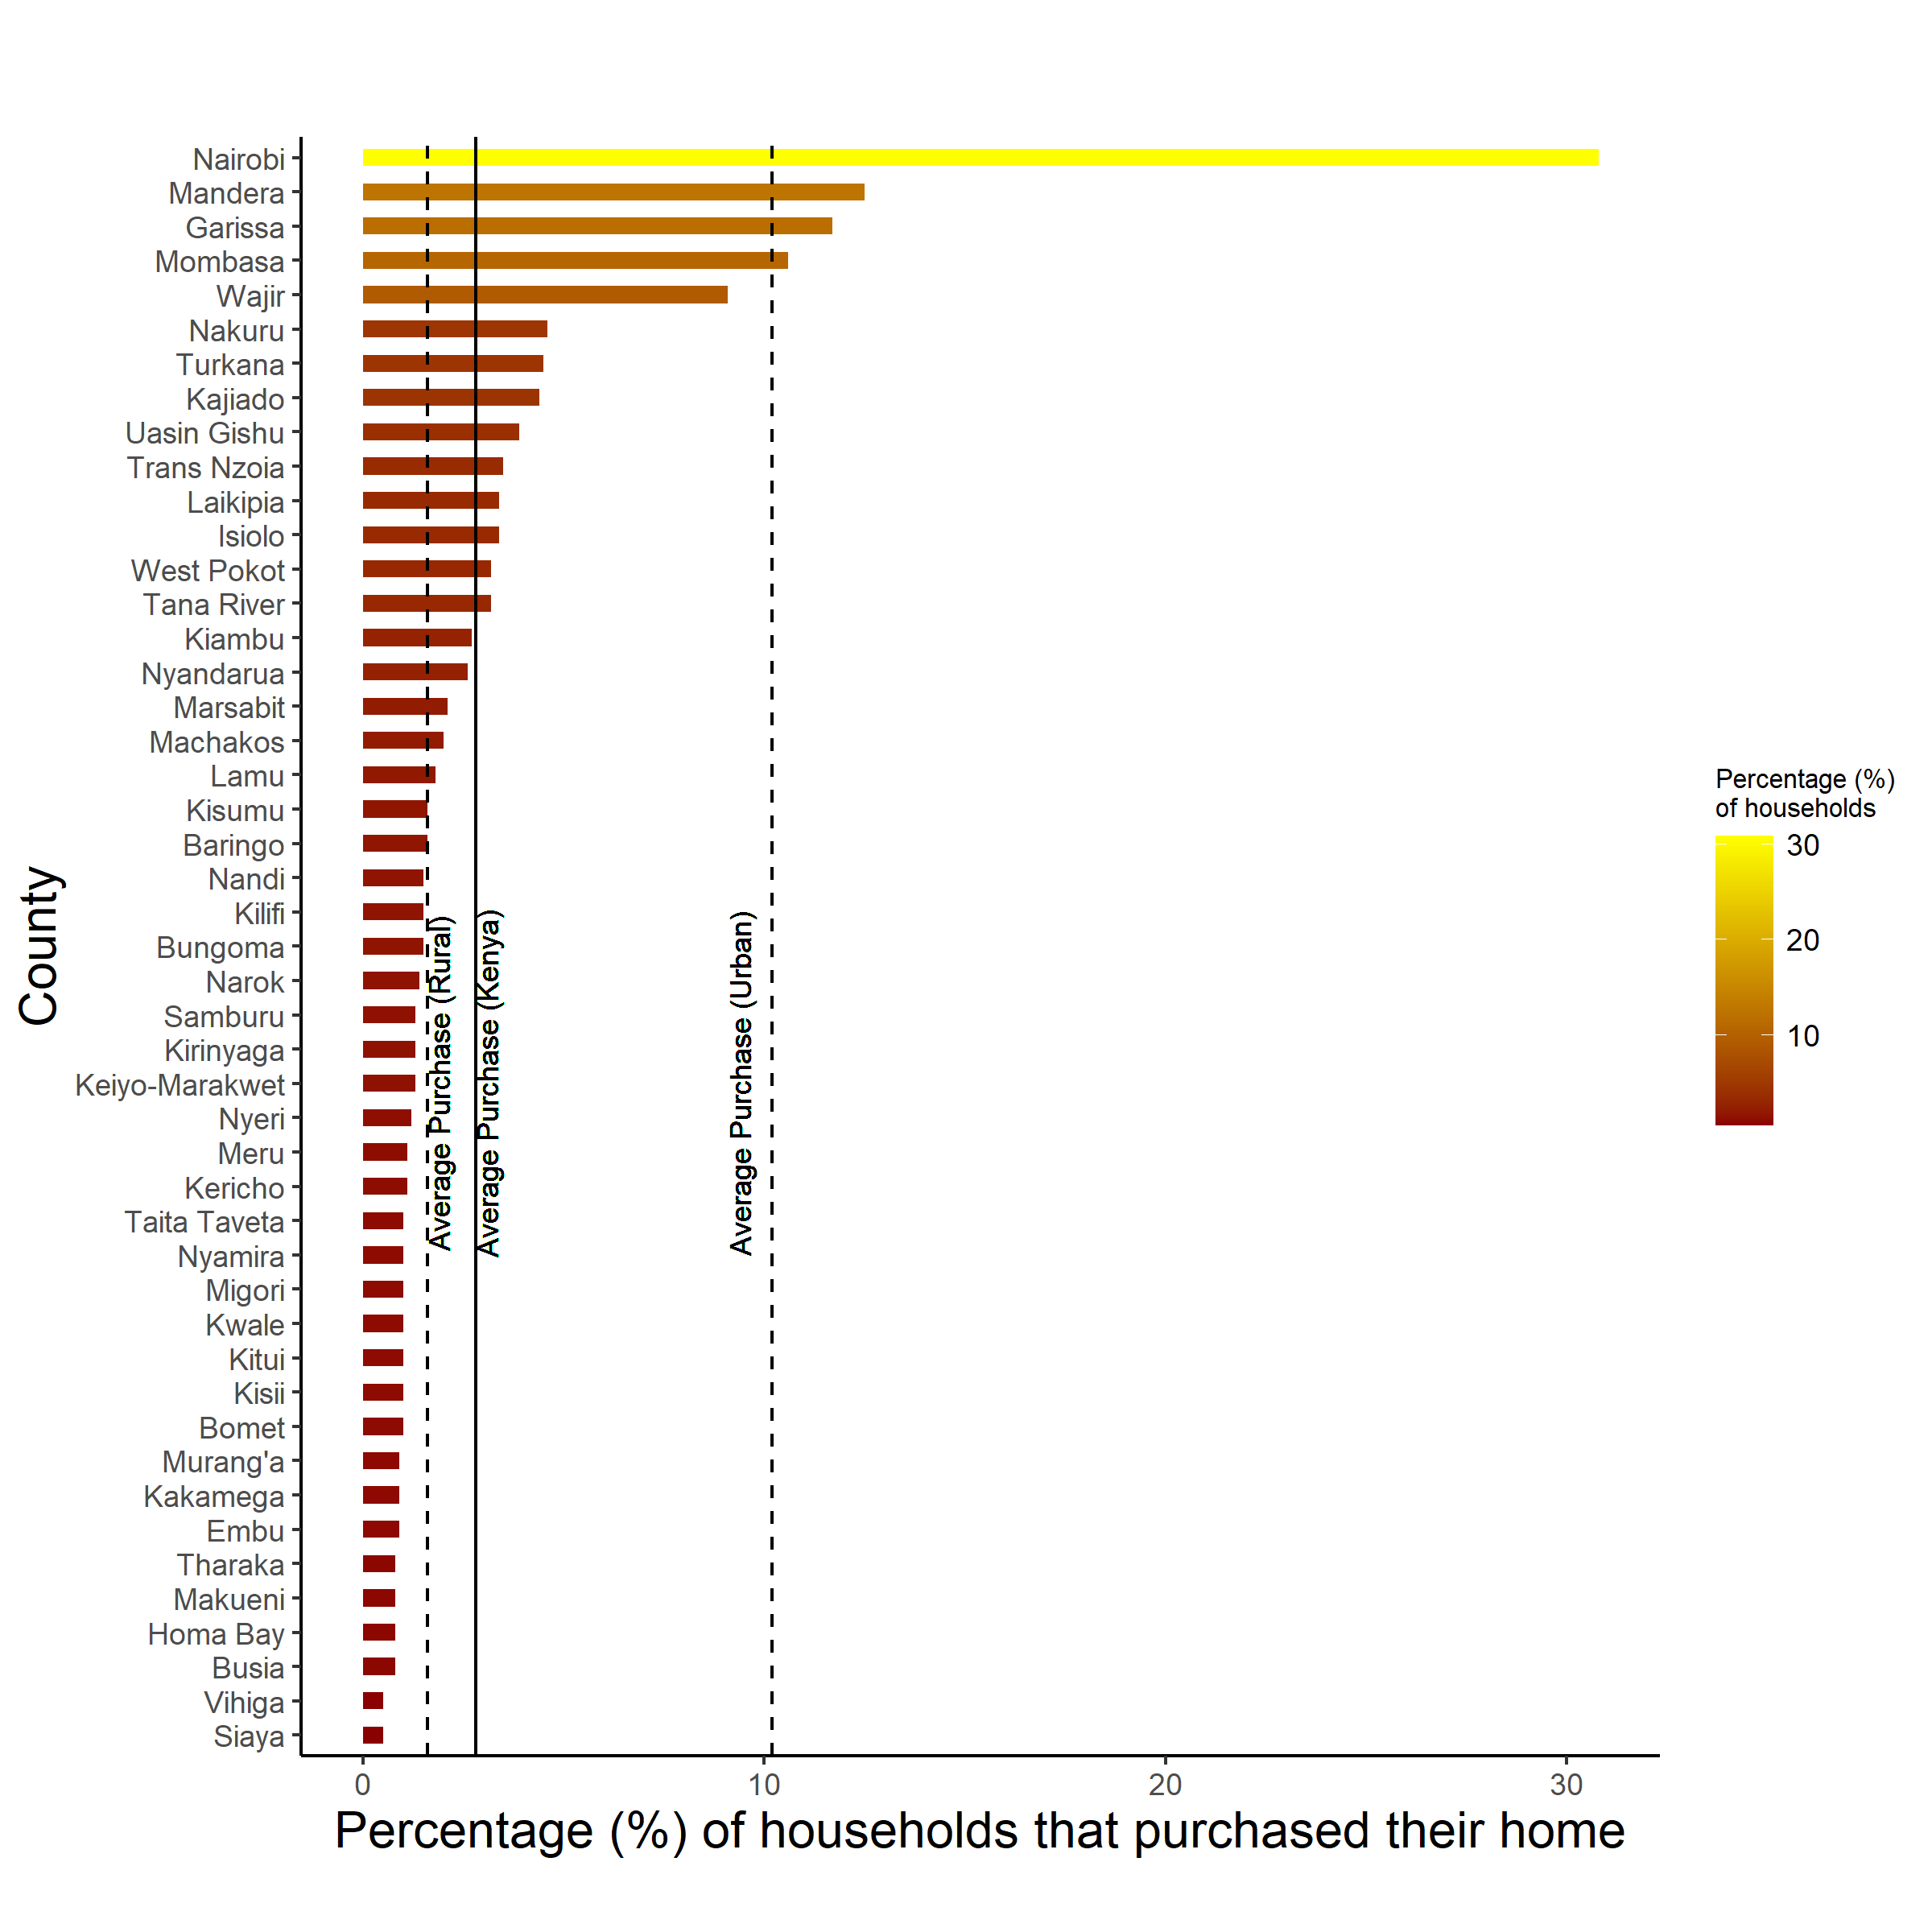 Nairobi
Mandera
Garissa
Mombasa
Wajir
Nakuru
Turkana
Kajiado
Uasin Gishu
Trans Nzoia
Laikipia
Isiolo
West Pokot
Tana River
Kiambu
Nyandarua
Marsabit
Machakos
Lamu
Kisumu
Baringo
Nandi
Kilifi
Bungoma
Narok
Samburu
Kirinyaga
Keiyo-Marakwet
Nyeri
Meru
Kericho
Taita Taveta
Nyamira
Migori
Kwale
Kitui
Kisii
Bomet
Murang'a
Kakamega
Embu
Tharaka
Makueni
Homa Bay
Busia
Vihiga
Siaya
County
Average Purchase (Rural)
Average Purchase (Kenya)
Average Purchase (Urban)
0
10
20
30
Percentage (%) of households that purchased their home
Percentage (%)
of households
30
20
10